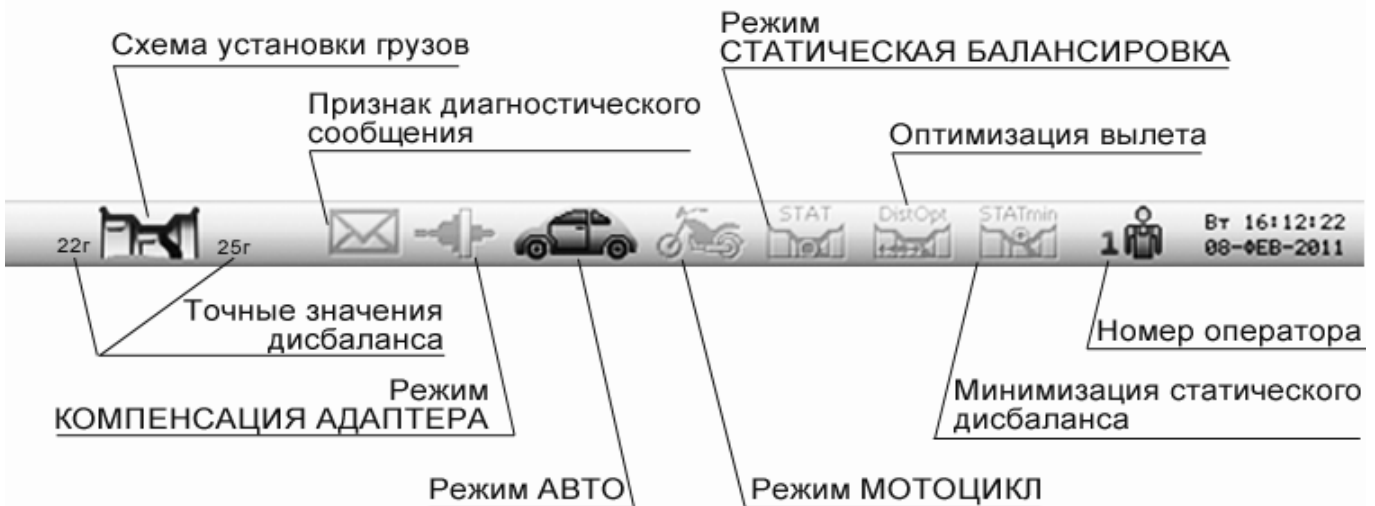 Режим
СТАТИЧЕСКАЯ БАЛАНСИРОВКА
Схема установки грузов
Признак диагностического
сообщения
Оптимизация вылета
STAT
DistOpt
STATmin
22г
25г
1
Вт 16:12:22
08-ФЕВ-2011
Точные значения
дисбаланса
Номер оператора
Режим
КОМПЕНСАЦИЯ АДАПТЕРА
Минимизация статического
дисбаланса
Режим АВТО
Режим МОТОЦИКЛ